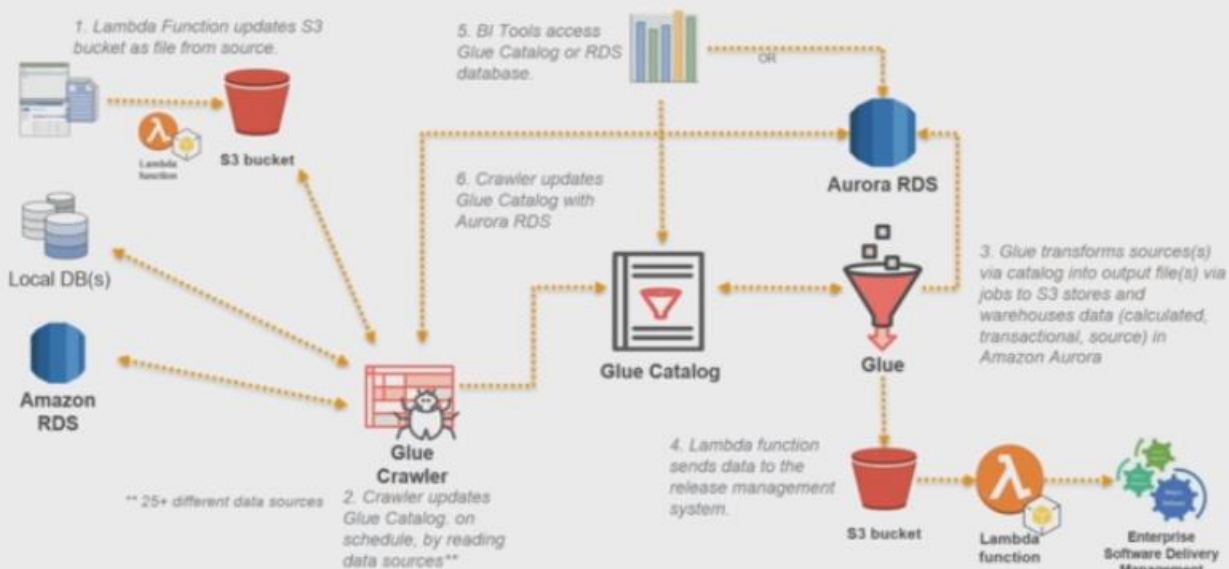 1. Lambda Function updates S3
bucket as file from source.
5. BI Tools access
Glue Catalog or RDS
database.
OR
Lambda
function
S3 bucket
Aurora RDS
6. Crawler updates
Glue Catalog with
Aurora RDS
Local DB(s)
3. Glue transforms sources(s)
via catalog into output file(s) via
jobs to S3 stores and
warehouses data (calculated,
transactional, source) in
Amazon Aurora
Glue Catalog
Glue
Amazon
RDS
Glue
Crawler
** 25+ different data sources
2. Crawler updates
Glue Catalog. on
schedule, by reading
data sources**
4. Lambda function
sends data to the
release management
system.
S3 bucket
Lambda
function
Enterprise
Software Delivery
Management